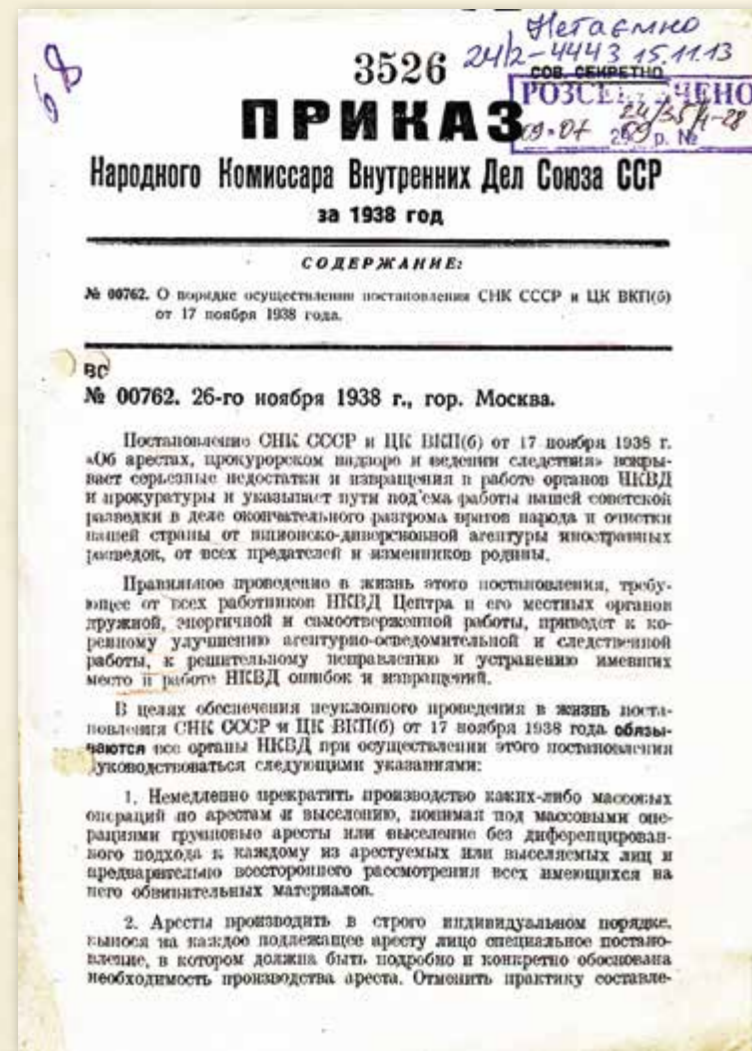 Нетаємно
24/2-4443 15.11.13
68
3526
СОВ. СЕКРЕТНО
ПРИКАЗ
09 07
Народного Комиссара Внутренних Дел Союза ССР
за 1938 год
СОДЕРЖАНИЕ:
№ 00762. О порядке осуществления постановления СНК СССР и ЦК ВКП(б)
от 17 ноября 1938 года.
ВС
№ 00762. 26-го ноября 1938 г., гор. Москва.
Постановление СНК СССР и ЦК ВКП(б) от 17 ноября 1938 г.
«Об арестах, прокурорском надзоре и ведении следствия» вскры-
вает серьезные недостатки и извращения в работе органов НКВД
и прокуратуры и указывает пути под'ема работы нашей советской
разведки в деле окончательного разгрома врагов народа и очистки
нашей страны от шпионско-диверсионной агентуры иностранных
разведок, от всех предателей и изменников родины.
Правильное проведение в жизнь этого постановления, требу-
ющее от всех работников НКВД Центра и его местных органов
дружной, энергичной и самоотверженной работы, приведет к ко-
ренному улучшению агентурно-осведомительной и следственной
работы, к решительному исправлению и устранению имевших
место в работе НКВД ошибок и извращений.
В целях обеспечения неуклонного проведения в жизнь поста-
новления СНК СССР и ЦК ВКП(б) от 17 ноября 1938 года обязы-
ваются все органы НКВД при осуществлении этого постановления
руководствоваться следующими указаниями:
1. Немедленно прекратить производство каких-либо массовых
операций по арестам и выселению, понимая под массовыми опе-
рациями групповые аресты или выселение без диференцирован-
ного подхода к каждому из арестуемых или выселяемых лиц и
предварительно всестороннего рассмотрения всех имеющихся на
него обвинительных материалов.
2. Аресты производить в строго индивидуальном порядке,
вынося на каждое подлежащее аресту лицо специальное постано-
вление, в котором должна быть подробно и конкретно обоснована
необходимость производства ареста. Отменить практику составле-